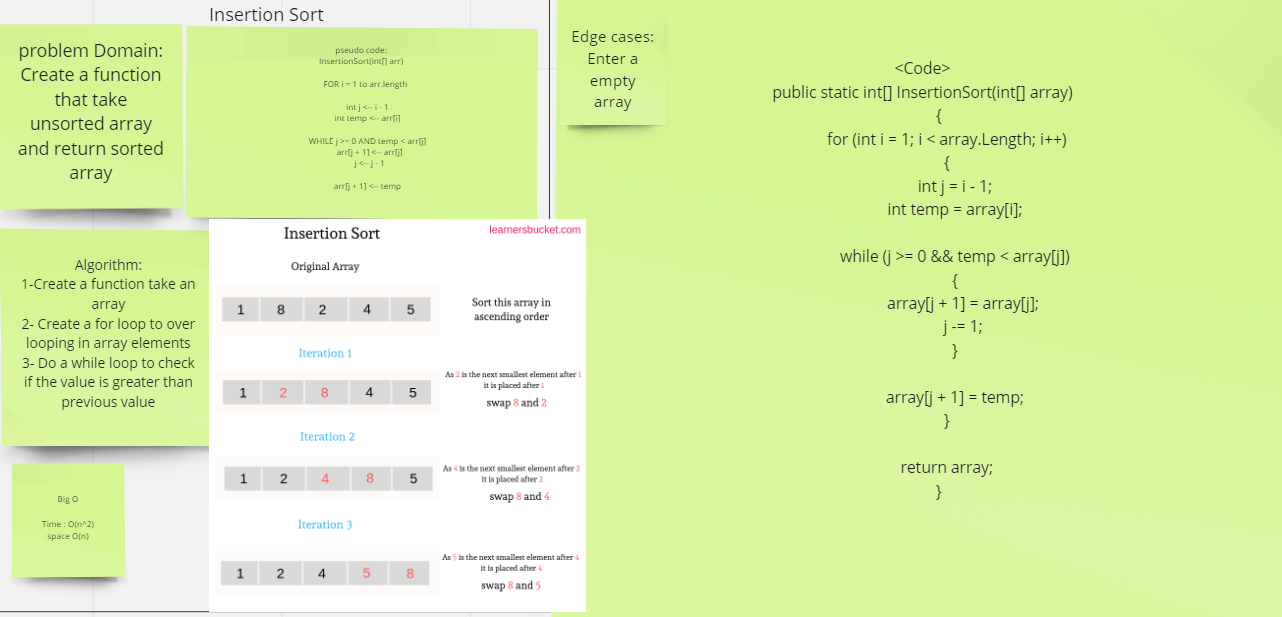 Insertion Sort
problem Domain:
Create a function
that take
unsorted array
and return sorted
array
pseudo code:
InsertionSort(int[] arr)
FOR i = 1 to arr.length
int j <-- i - 1
int temp <-- arr[i]
WHILE j >= 0 AND temp < arr[j]
arr[j + 1] <-- arr[j]
j <-- j - 1
arr[j + 1] <-- temp
Algorithm:
1-Create a function take an
array
2- Create a for loop to over
looping in array elements
3- Do a while loop to check
if the value is greater than
previous value
Big O
Time : O(n^2)
space O(n)
Insertion Sort
learnersbucket.com
Original Array
1 8 2 4 5
Sort this array in
ascending order
Iteration 1
1 2 8 4 5
As 2 is the next smallest element after 1
it is placed after 1
swap 8 and 2
Iteration 2
1 2 4 8 5
As 4 is the next smallest element after 2
it is placed after 2
swap 8 and 4
Iteration 3
1 2 4 5 8
As 5 is the next smallest element after 4
it is placed after 4
swap 8 and 5
Edge cases:
Enter a
empty
array
<Code>
public static int[] InsertionSort(int[] array)
{
for (int i = 1; i < array.Length; i++)
{
int j = i - 1;
int temp = array[i];
while (j >= 0 && temp < array[j])
{
array[j + 1] = array[j];
j -= 1;
}
array[j + 1] = temp;
}
return array;
}